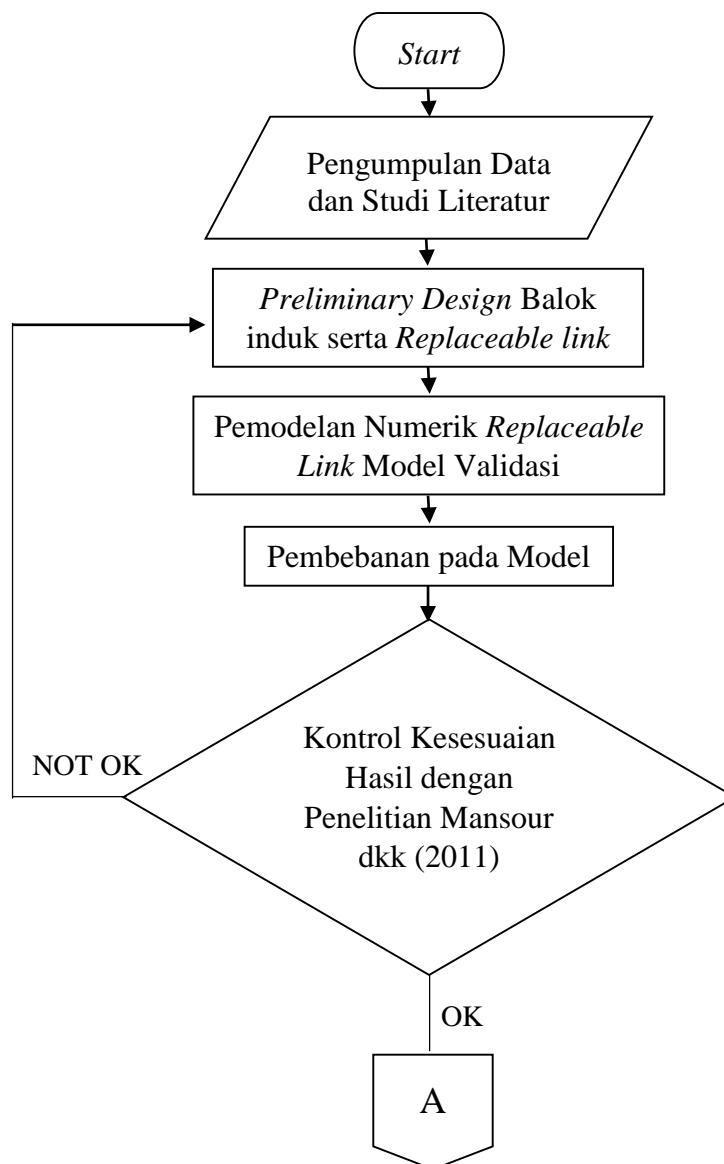 Start
Pengumpulan Data
dan Studi Literatur
Preliminary Design Balok
induk serta Replaceable link
Pemodelan Numerik Replaceable
Link Model Validasi
Pembebanan pada Model
Kontrol Kesesuaian
Hasil dengan
Penelitian Mansour
dkk (2011)
NOT OK
OK
A